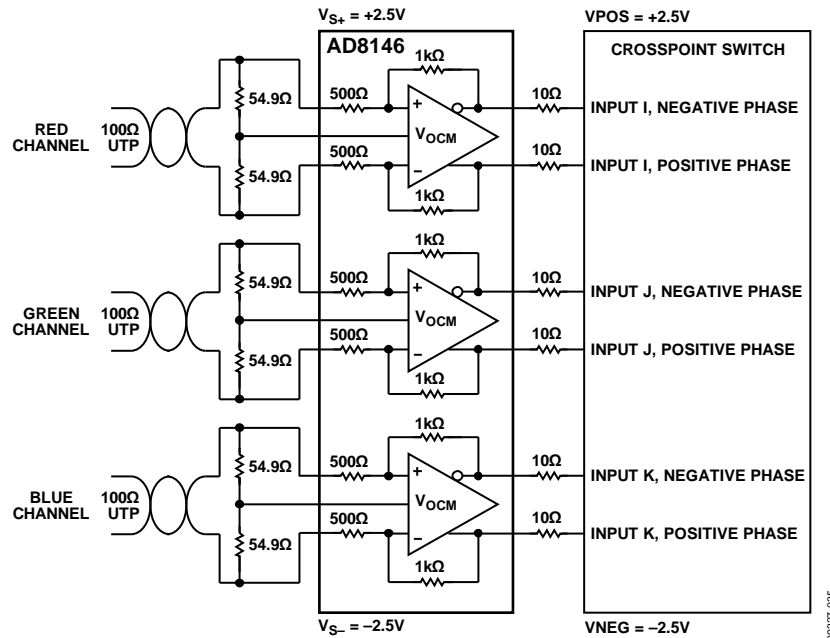 VS+ = +2.5V
VPOS = +2.5V
AD8146
CROSSPOINT SWITCH
RED CHANNEL
100Ω UTP
54.9Ω
54.9Ω
500Ω
500Ω
1kΩ
+
VOCM
−
1kΩ
10Ω
10Ω
INPUT I, NEGATIVE PHASE
INPUT I, POSITIVE PHASE
GREEN CHANNEL
100Ω UTP
54.9Ω
54.9Ω
500Ω
500Ω
1kΩ
+
VOCM
−
1kΩ
10Ω
10Ω
INPUT J, NEGATIVE PHASE
INPUT J, POSITIVE PHASE
BLUE CHANNEL
100Ω UTP
54.9Ω
54.9Ω
500Ω
500Ω
1kΩ
+
VOCM
−
1kΩ
10Ω
10Ω
INPUT K, NEGATIVE PHASE
INPUT K, POSITIVE PHASE
VS− = −2.5V
VNEG = −2.5V